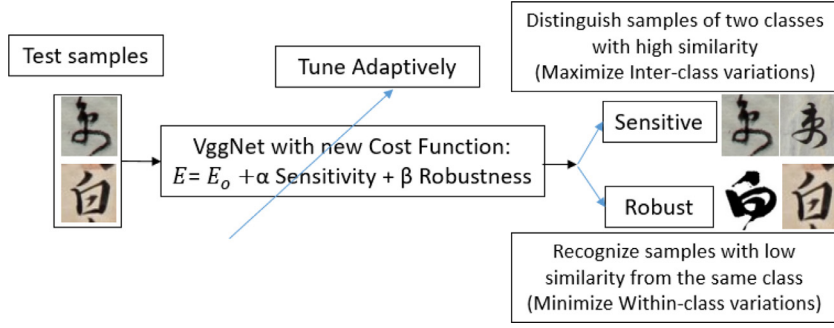 Test samples
Tune Adaptively
VggNet with new Cost Function:
E= Eₒ +α Sensitivity + β Robustness
Distinguish samples of two classes
with high similarity
(Maximize Inter-class variations)
Sensitive
Robust
白
白
Recognize samples with low
similarity from the same class
(Minimize Within-class variations)